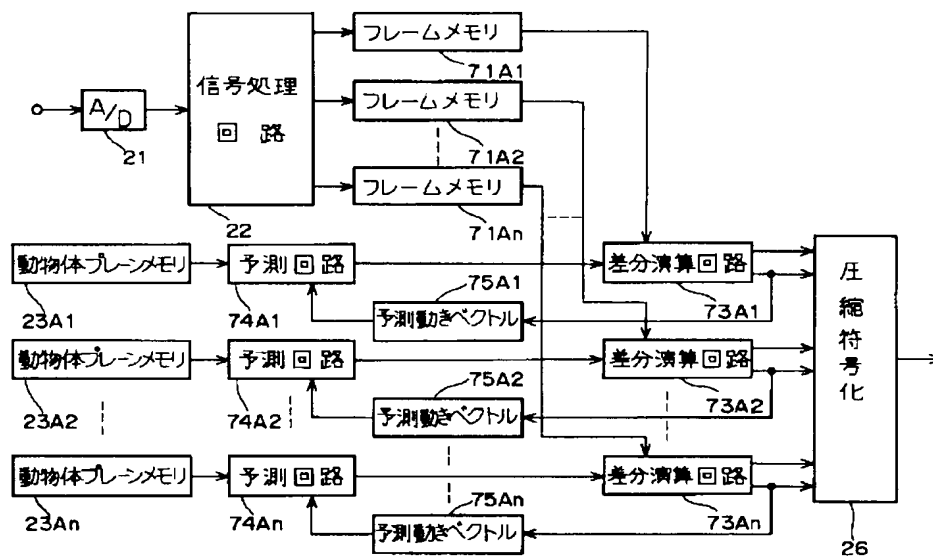 フレームメモリ
71A1
A/D
21
信号処理
回路
22
フレームメモリ
71A2
フレームメモリ
71An
動物体プレーンメモリ
23A1
予測回路
74A1
75A1
予測動きベクトル
差分演算回路
73A1
動物体プレーンメモリ
23A2
予測回路
74A2
75A2
予測動きベクトル
差分演算回路
73A2
動物体プレーンメモリ
23An
予測回路
74An
75An
予測動きベクトル
差分演算回路
73An
圧縮符号化
26